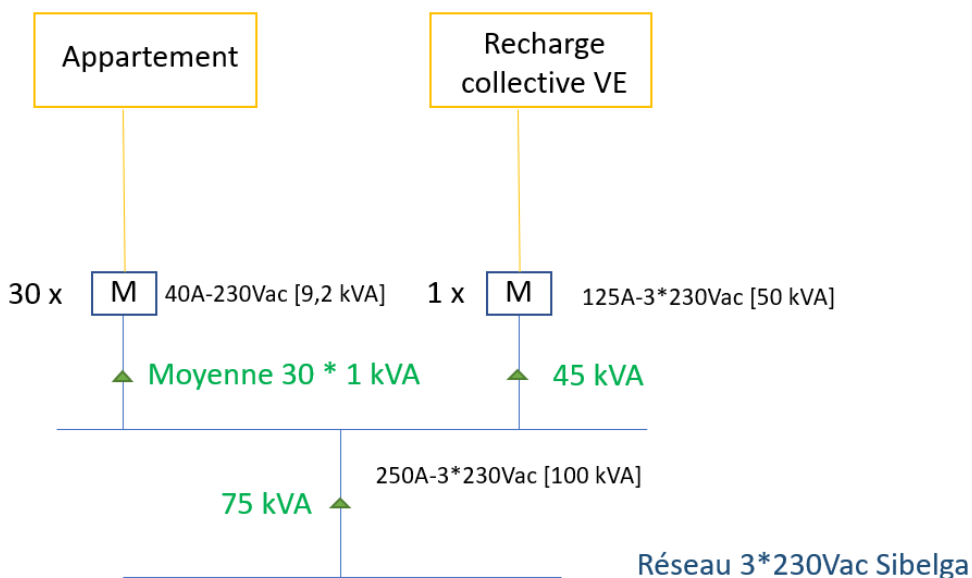 Appartement
Recharge
collective VE
30 x
M
40A-230Vac [9,2 kVA]
1 x
M
125A-3*230Vac [50 kVA]
Moyenne 30 * 1 kVA
45 kVA
250A-3*230Vac [100 kVA]
75 kVA
Réseau 3*230Vac Sibelga